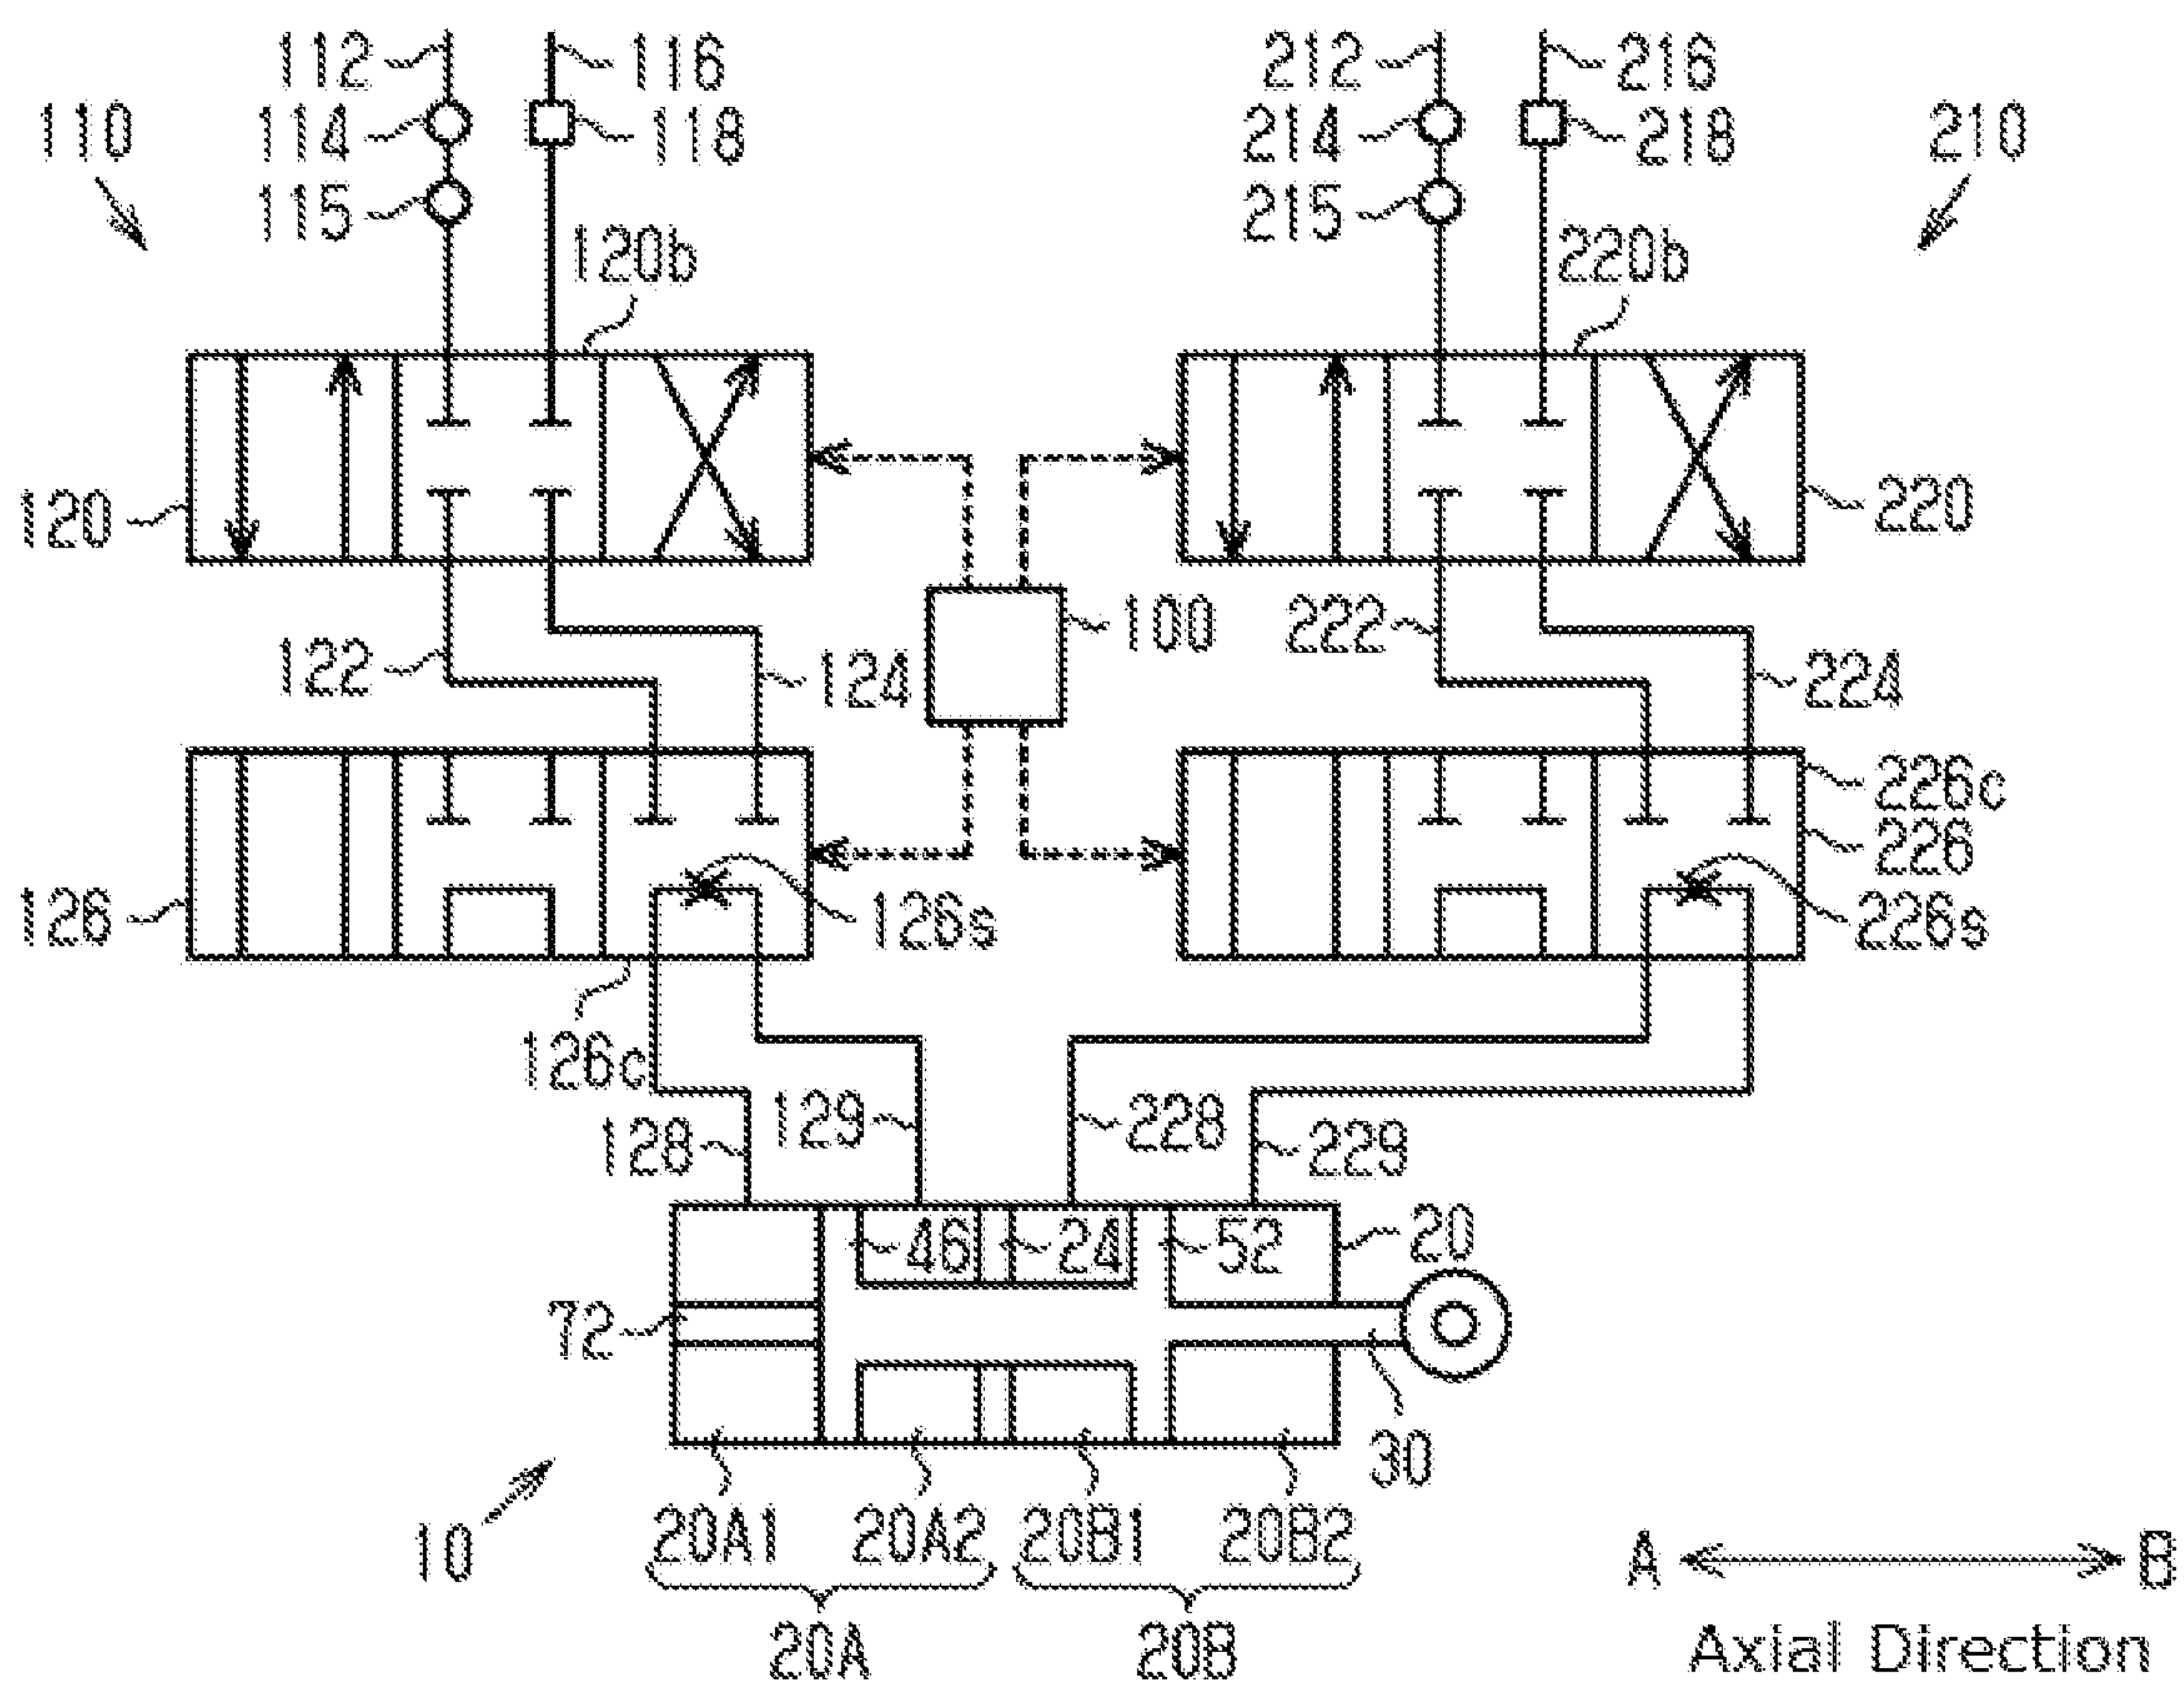 112 116 212 216
110 114 118 214 218 210
115 215
120b 220b
120 220
100 222
122 124 224
226c
226
126 126s 226s
126c
129 228
128 229
46 24 52 20
72
30
20A1 20A2 20B1 20B2
10 A B
20A 20B
Axial Direction